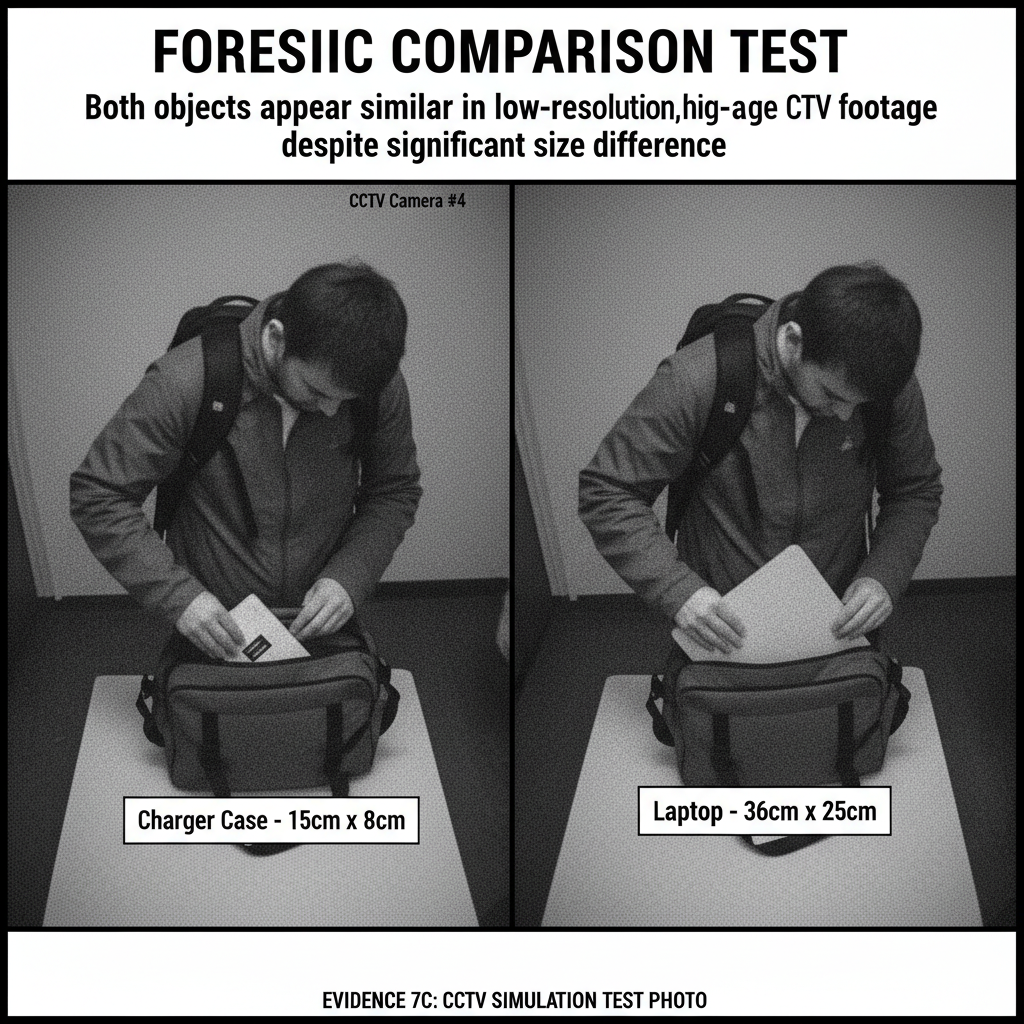 FORESIIC COMPARISON TEST
Both objects appear similar in low-resolution,hig-age CTV footage
despite significant size difference
CCTV Camera #4
Charger Case - 15cm x 8cm
Laptop - 36cm x 25cm
EVIDENCE 7C: CCTV SIMULATION TEST PHOTO